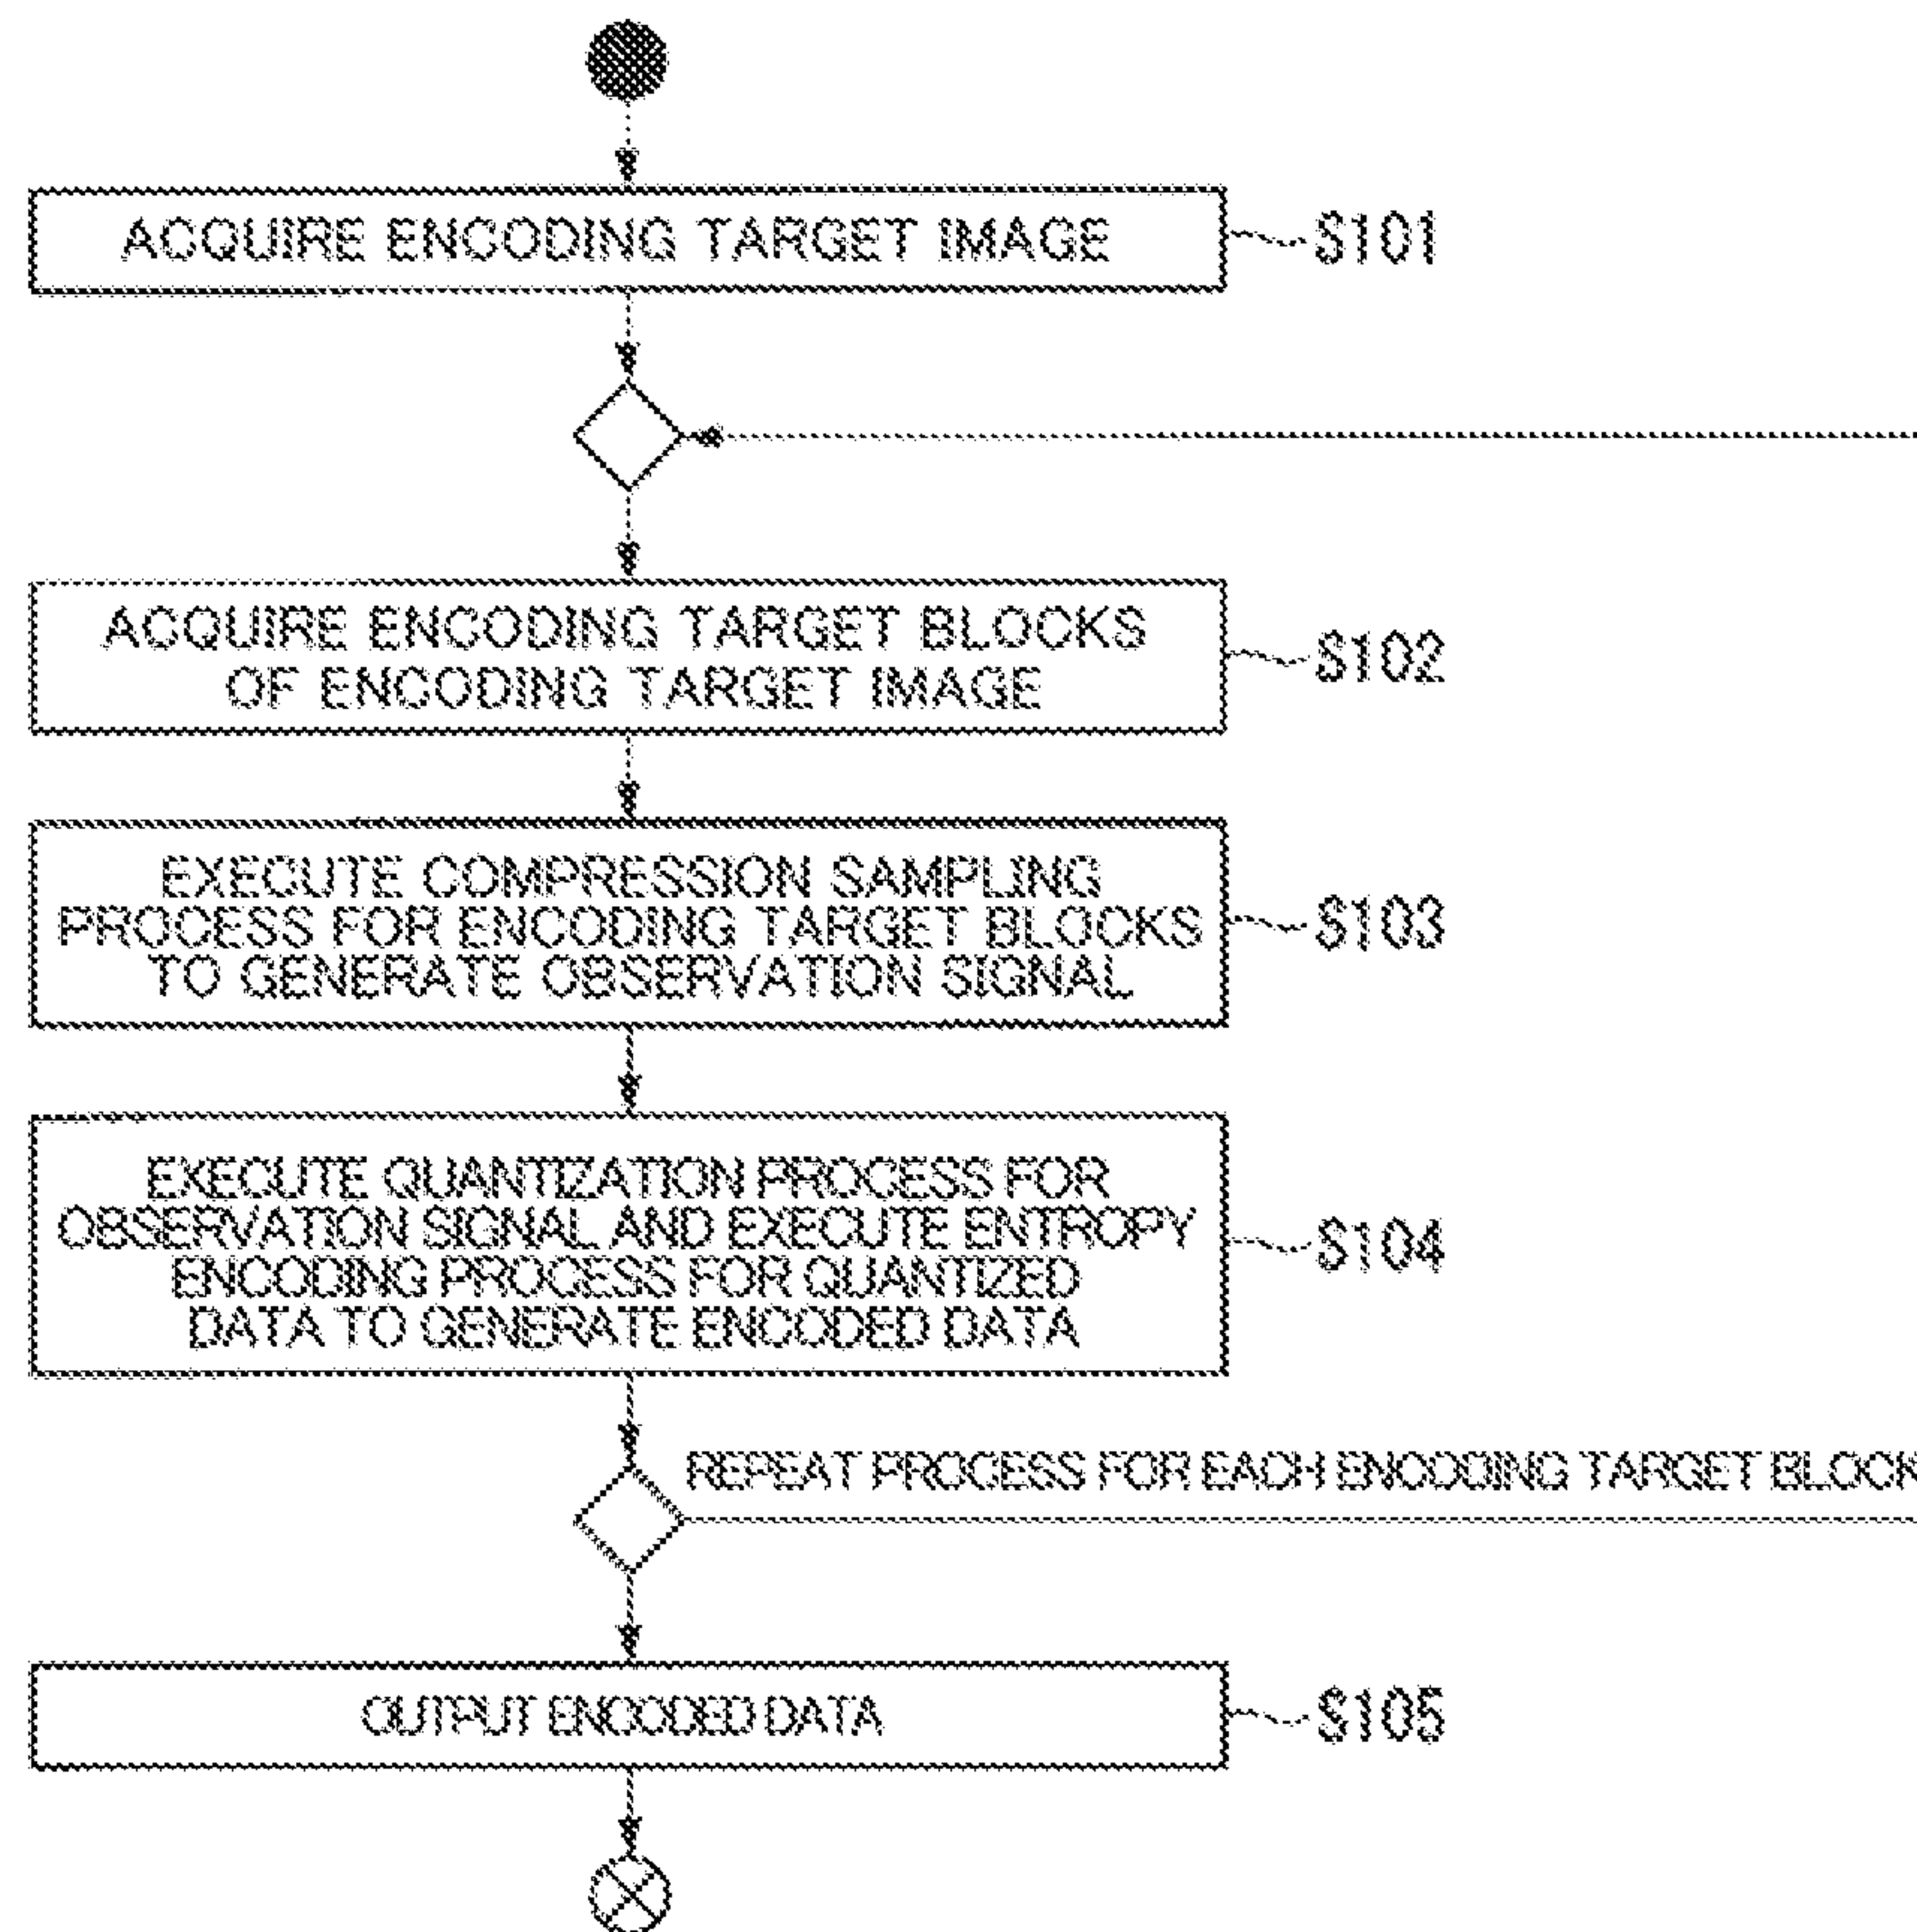 ACQUIRE ENCODING TARGET IMAGE
S101
ACQUIRE ENCODING TARGET BLOCKS
OF ENCODING TARGET IMAGE
S102
EXECUTE COMPRESSION SAMPLING
PROCESS FOR ENCODING TARGET BLOCKS
TO GENERATE OBSERVATION SIGNAL
S103
EXECUTE QUANTIZATION PROCESS FOR
OBSERVATION SIGNAL AND EXECUTE ENTROPY
ENCODING PROCESS FOR QUANTIZED
DATA TO GENERATE ENCODED DATA
S104
REPEAT PROCESS FOR EACH ENCODING TARGET BLOCK
OUTPUT ENCODED DATA
S105